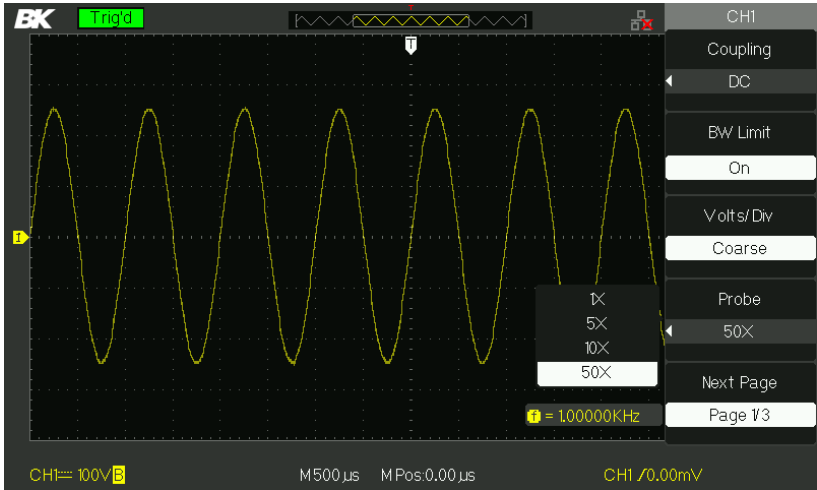 BK Trig'd T CH1
T
Coupling
DC
BW Limit
On
Volts/Div
Coarse
Probe
50X
Next Page
Page 1/3
1
1X
5X
10X
50X
f = 1.00000KHz
CH1 100V B M 500µs M Pos:0.00µs CH1 / 0.00mV